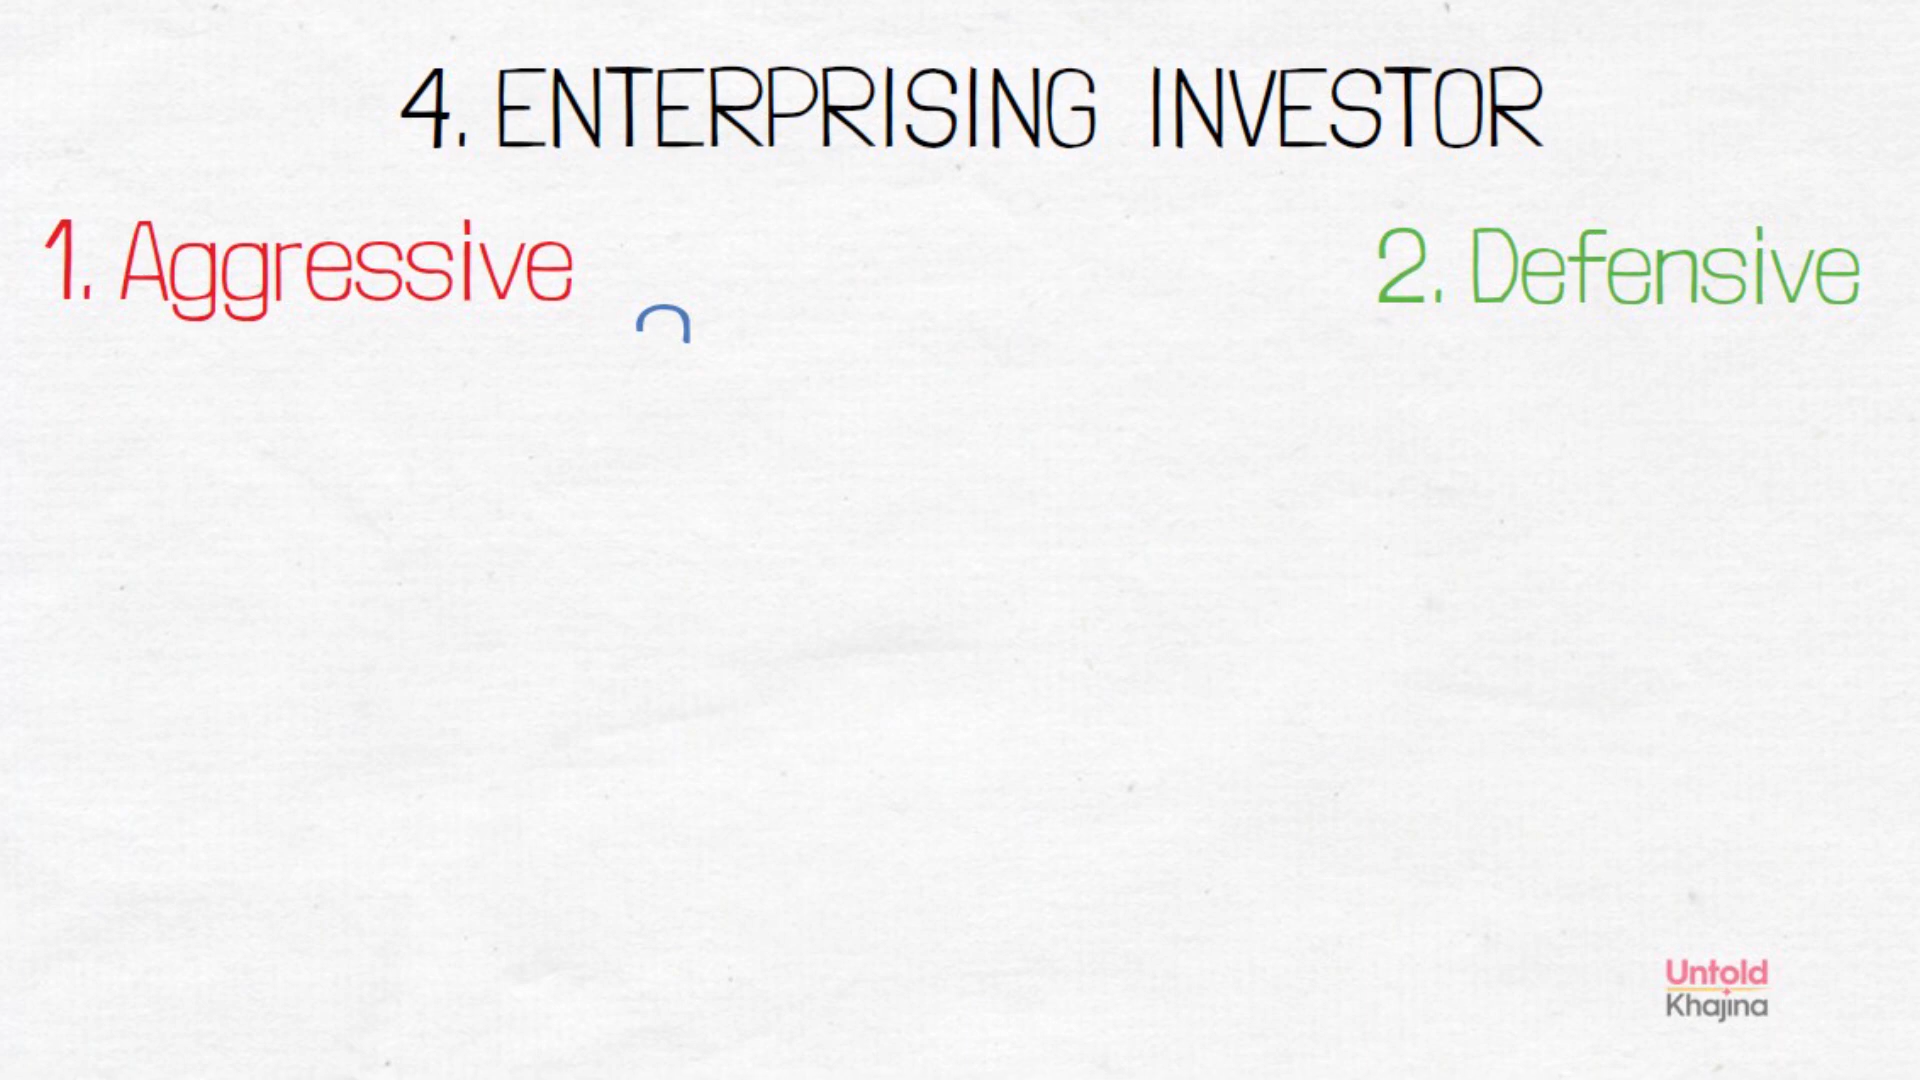 4. ENTERPRISING INVESTOR
1. Aggressive
2. Defensive
Untold
Khajina